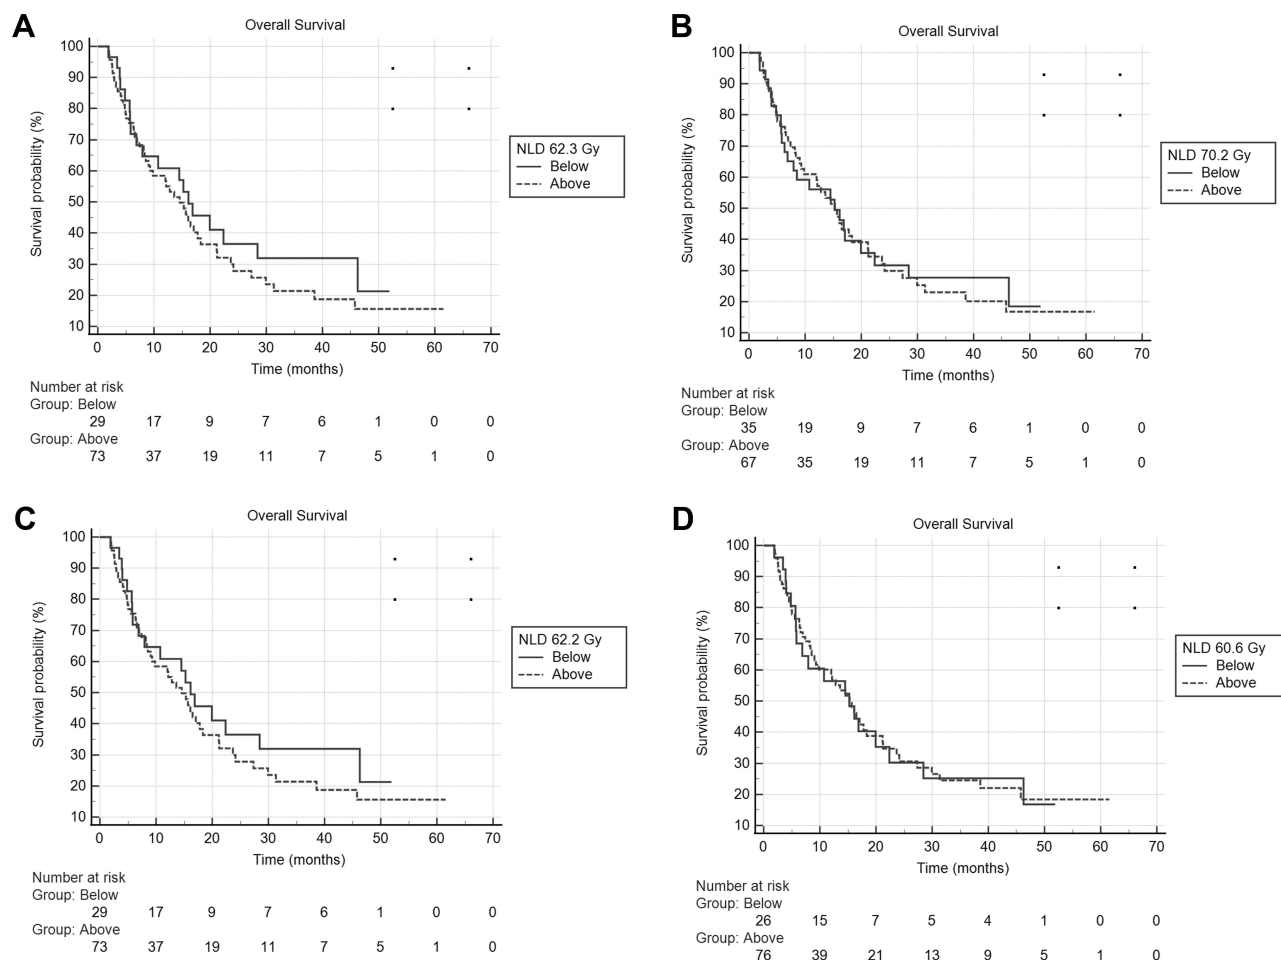 A
Overall Survival
100
90
80
70
60
50
40
30
20
10
Survival probability (%)
0 10 20 30 40 50 60 70
Time (months)
NLD 62.3 Gy
Below
Above
Number at risk
Group: Below
29 17 9 7 6 1 0 0
Group: Above
73 37 19 11 7 5 1 0
B
Overall Survival
100
90
80
70
60
50
40
30
20
10
Survival probability (%)
0 10 20 30 40 50 60 70
Time (months)
NLD 70.2 Gy
Below
Above
Number at risk
Group: Below
35 19 9 7 6 1 0 0
Group: Above
67 35 19 11 7 5 1 0
C
Overall Survival
100
90
80
70
60
50
40
30
20
10
Survival probability (%)
0 10 20 30 40 50 60 70
Time (months)
NLD 62.2 Gy
Below
Above
Number at risk
Group: Below
29 17 9 7 6 1 0 0
Group: Above
73 37 19 11 7 5 1 0
D
Overall Survival
100
90
80
70
60
50
40
30
20
10
Survival probability (%)
0 10 20 30 40 50 60 70
Time (months)
NLD 60.6 Gy
Below
Above
Number at risk
Group: Below
26 15 7 5 4 1 0 0
Group: Above
76 39 21 13 9 5 1 0